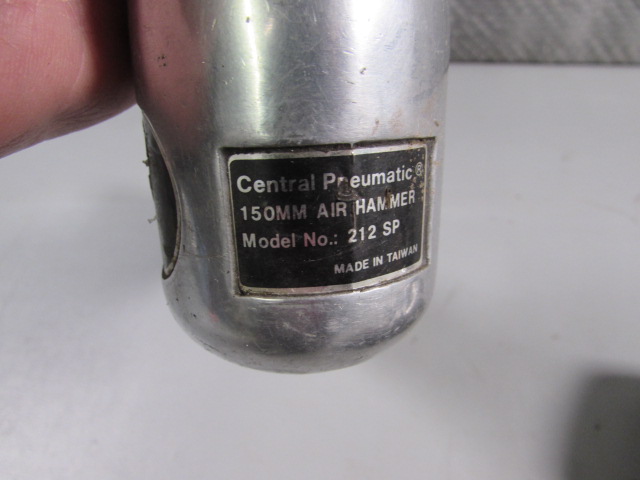 Central Pneumatic®
150MM AIR HAMMER
Model No.: 212 SP
MADE IN TAIWAN